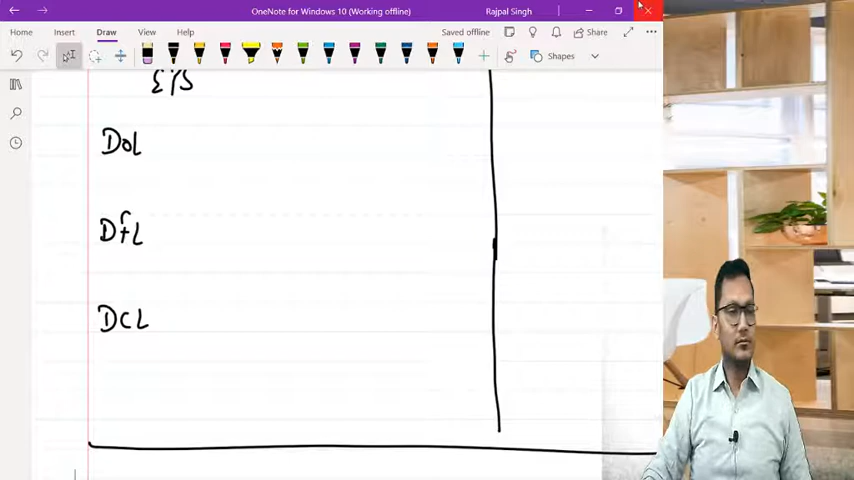 OneNote for Windows 10 (Working offline)
Rajpal Singh
Home
Insert
Draw
View
Help
Saved offline
Share
Shapes
EPS
DOL
DFL
DCL